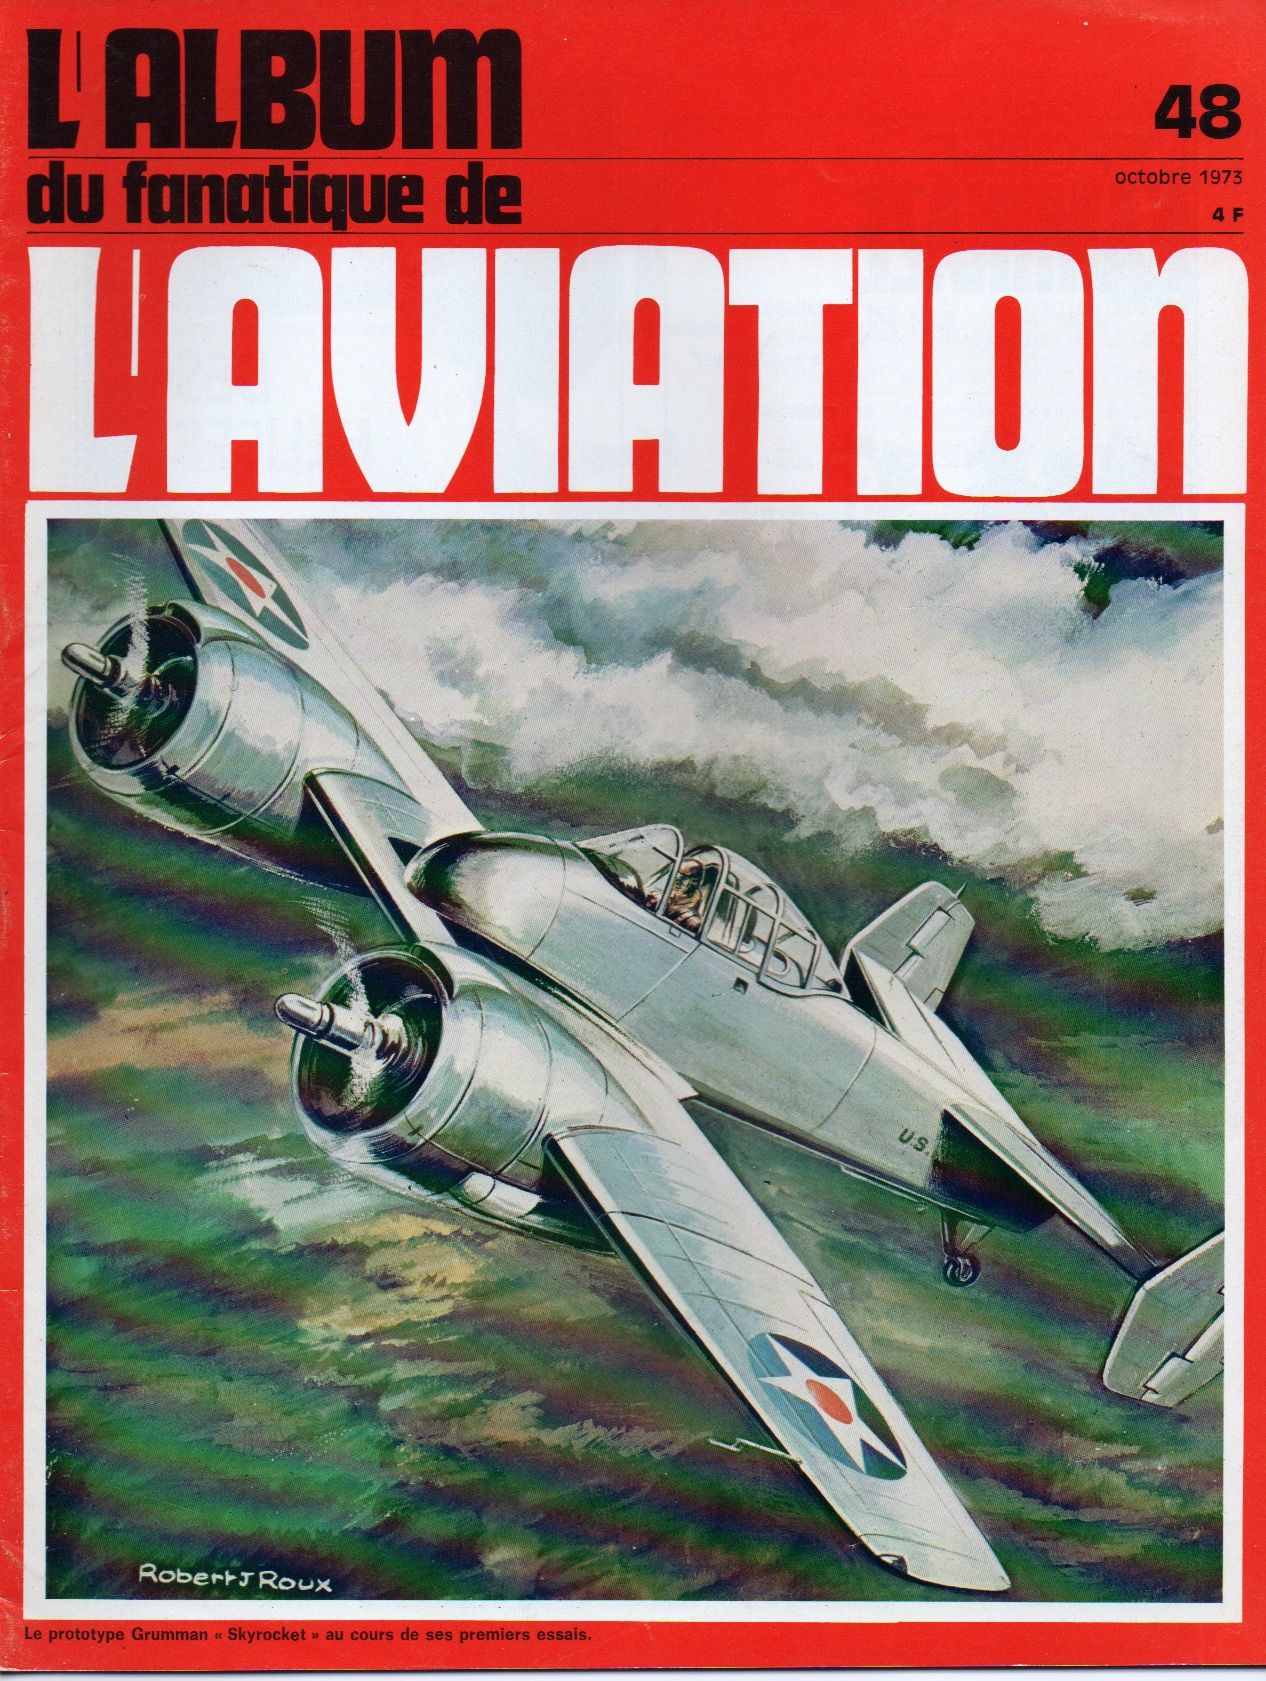 L'ALBUM
du fanatique de
L'AVIATION
48
octobre 1973
4 F
U.S.
Robert J Roux
Le prototype Grumman « Skyrocket » au cours de ses premiers essais.